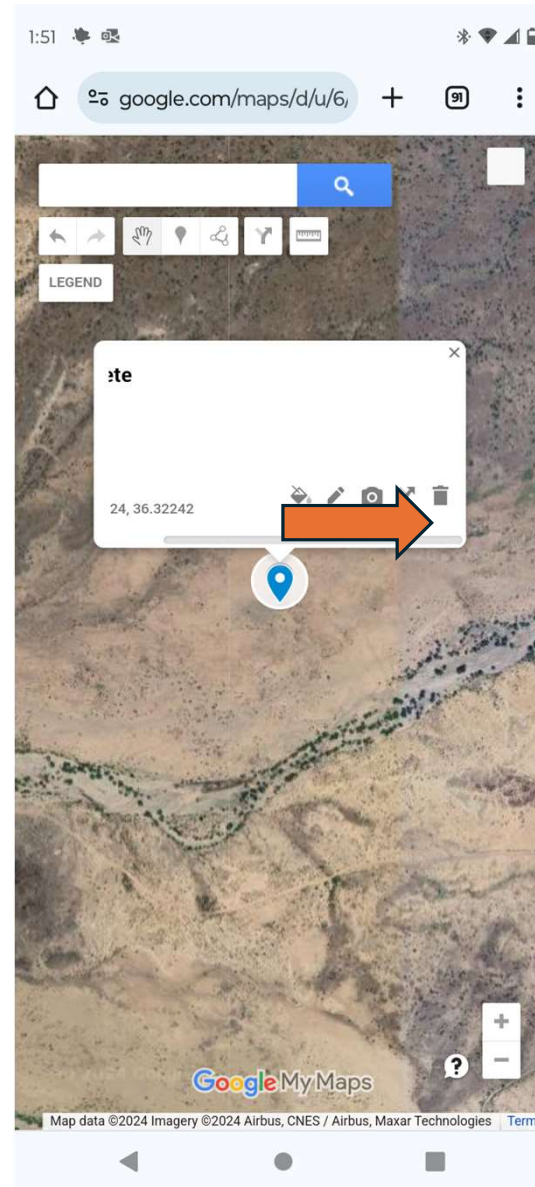 1:51
google.com/maps/d/u/6/
91
LEGEND
ete
24, 36.32242
Google My Maps
Map data ©2024 Imagery ©2024 Airbus, CNES / Airbus, Maxar Technologies Term